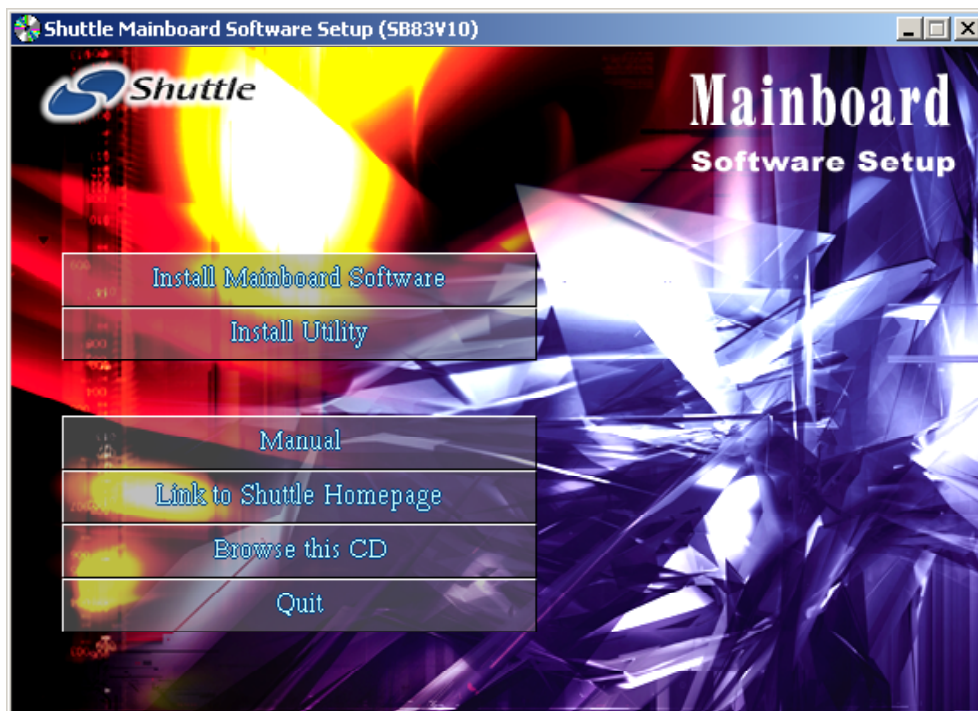 Shuttle Mainboard Software Setup (SB83V10)
Shuttle
Mainboard
Software Setup
Install Mainboard Software
Install Utility
Manual
Link to Shuttle Homepage
Browse this CD
Quit